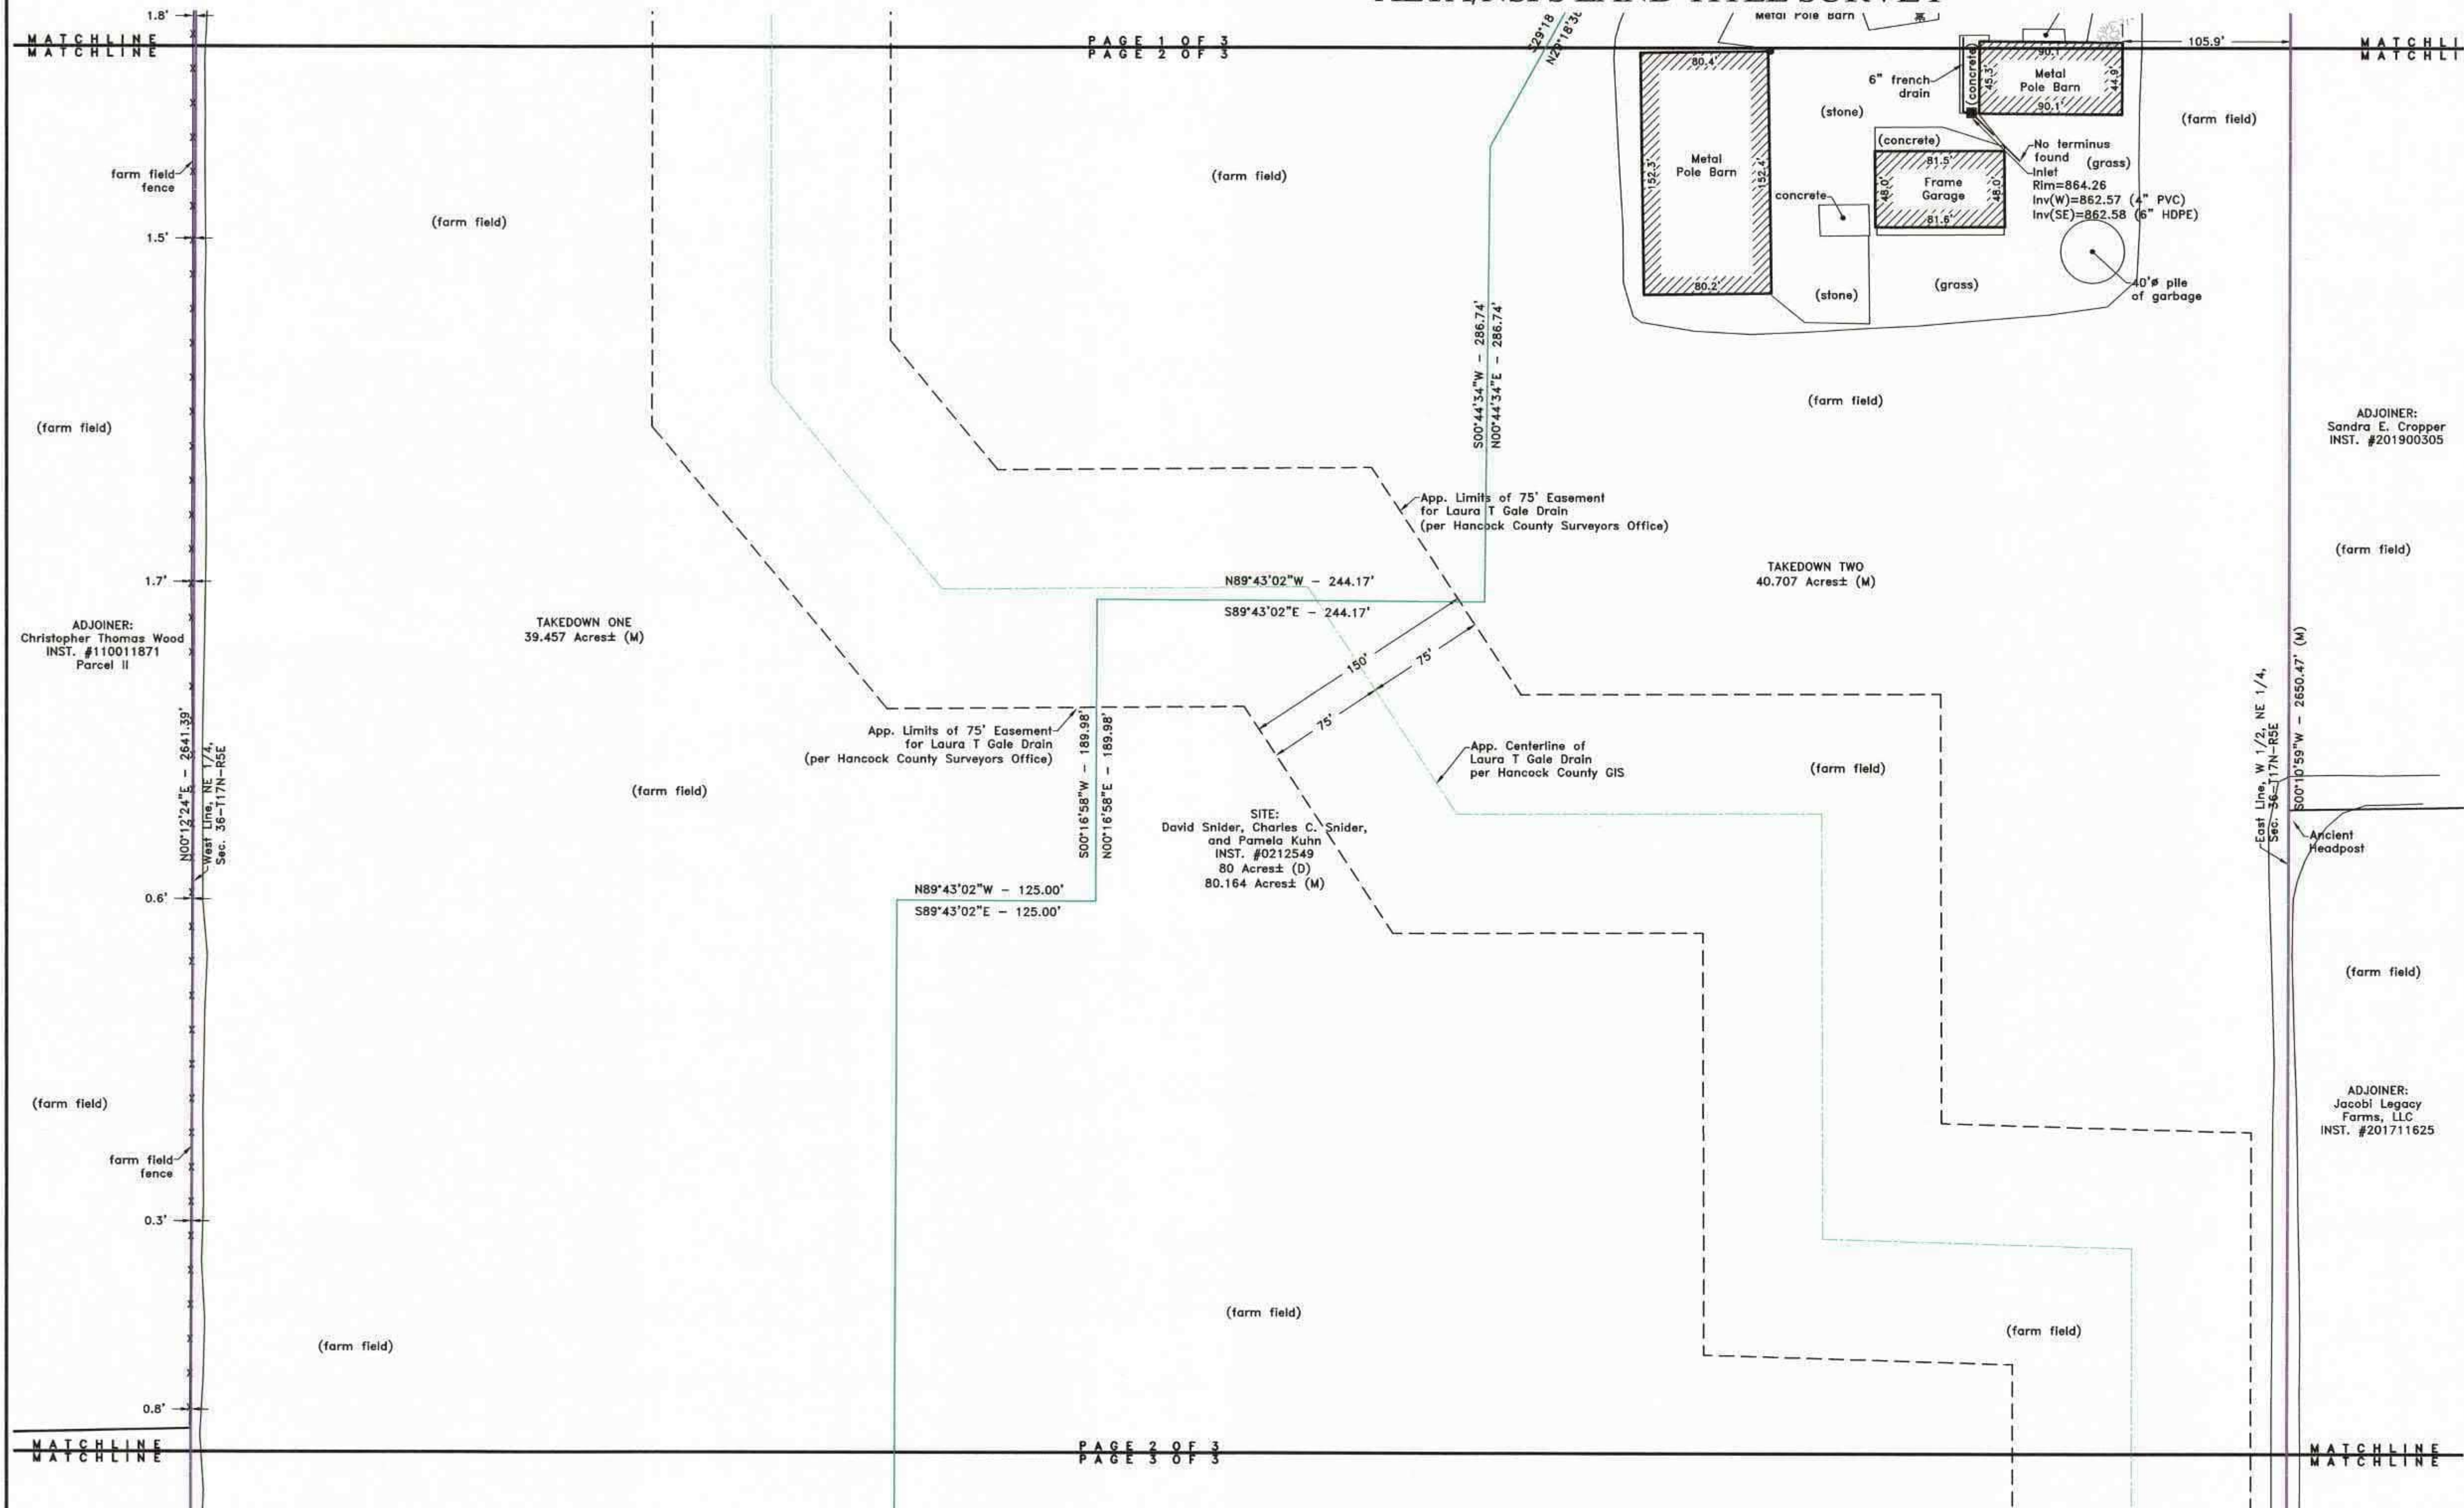 ALTA/NSPS LAND TITLE SURVEY
1.8'
MATCHLINE
MATCHLINE
PAGE 1 OF 3
PAGE 2 OF 3
S29°18
Metal Pole Barn
105.9'
80.4'
152.3'
Metal
Pole Barn
152.4'
80.2'
6" french
drain
(concrete)
90.1'
45.3'
Metal
Pole Barn
44.9'
90.1'
(stone)
(farm field)
(concrete)
81.5'
48.0'
Frame
Garage
48.0'
81.6'
No terminus
found
(grass)
Inlet
Rim=864.26
Inv(W)=862.57 (4" PVC)
Inv(SE)=862.58 (6" HDPE)
concrete
(stone)
(grass)
40'ø pile
of garbage
farm field
fence
(farm field)
(farm field)
1.5'
S00°44'34"W - 286.74'
N00°44'34"E - 286.74'
(farm field)
(farm field)
ADJOINER:
Sandra E. Cropper
INST. #201900305
App. Limits of 75' Easement
for Laura T Gale Drain
(per Hancock County Surveyors Office)
(farm field)
1.7'
N89°43'02"W - 244.17'
S89°43'02"E - 244.17'
TAKEDOWN TWO
40.707 Acres± (M)
ADJOINER:
Christopher Thomas Wood
INST. #110011871
Parcel II
TAKEDOWN ONE
39.457 Acres± (M)
150'
75'
75'
N00°12'24"E - 2641.39'
West Line, NE 1/4,
Sec. 36-T17N-R5E
App. Limits of 75' Easement
for Laura T Gale Drain
(per Hancock County Surveyors Office)
S00°16'58"W - 189.98'
N00°16'58"E - 189.98'
App. Centerline of
Laura T Gale Drain
per Hancock County GIS
(farm field)
(farm field)
East Line, W 1/2, NE 1/4,
Sec. 36-T17N-R5E
S00°10'59"W - 2650.47' (M)
Ancient
Headpost
SITE:
David Snider, Charles C. Snider,
and Pamela Kuhn
INST. #0212549
80 Acres± (D)
80.164 Acres± (M)
0.6'
N89°43'02"W - 125.00'
S89°43'02"E - 125.00'
(farm field)
(farm field)
ADJOINER:
Jacobi Legacy
Farms, LLC
INST. #201711625
farm field
fence
0.3'
(farm field)
(farm field)
(farm field)
0.8'
MATCHLINE
MATCHLINE
PAGE 2 OF 3
PAGE 3 OF 3
MATCHLINE
MATCHLINE